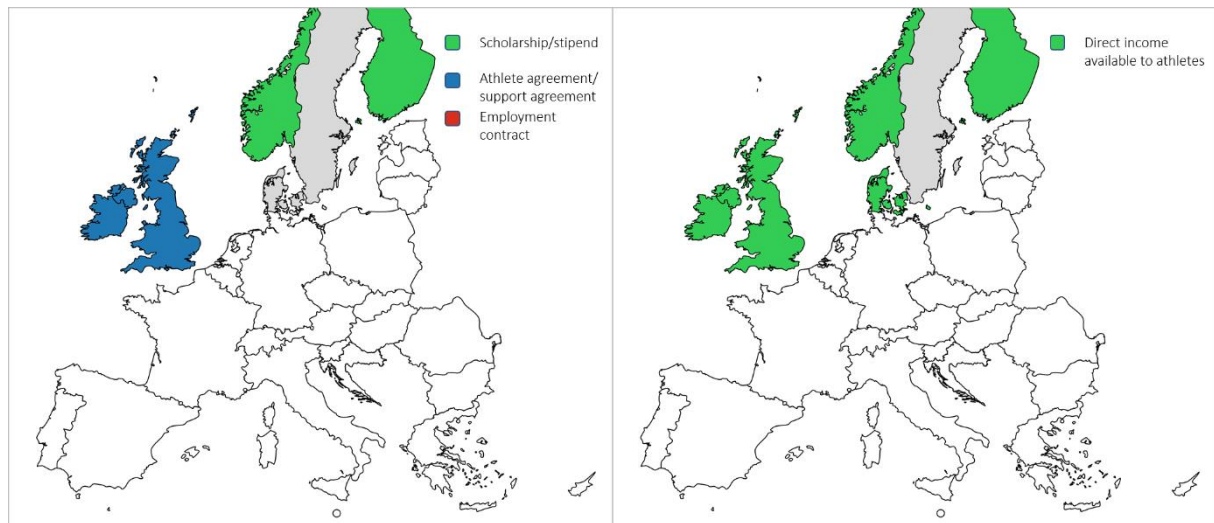 Scholarship/stipend
Athlete agreement/
support agreement
Employment
contract
Direct income
available to athletes